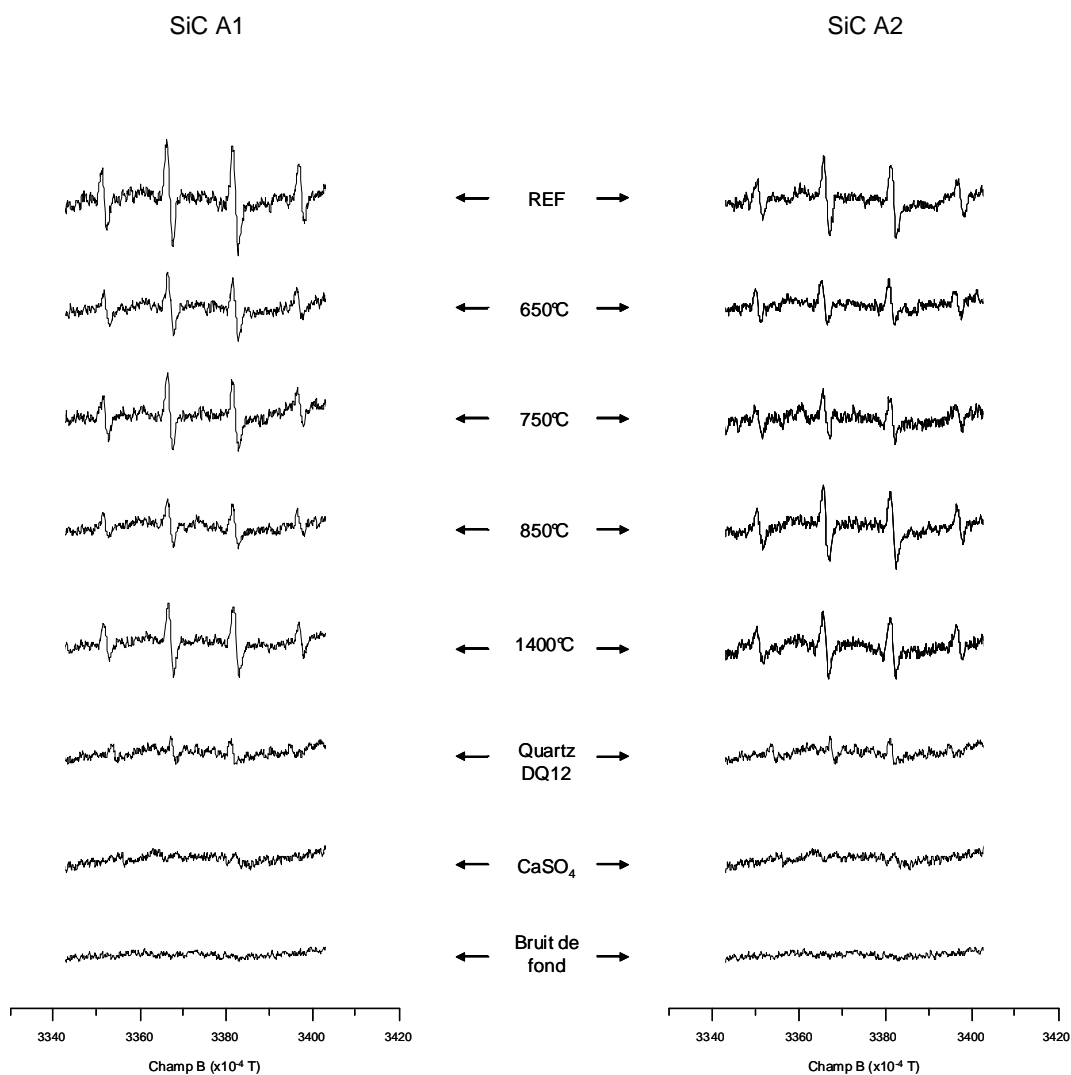 SiC A1
SiC A2
REF
650°C
750°C
850°C
1400°C
Quartz
DQ12
CaSO₄
Bruit de
fond
3340 3360 3380 3400 3420
Champ B (x10⁻⁴ T)
3340 3360 3380 3400 3420
Champ B (x10⁻⁴ T)